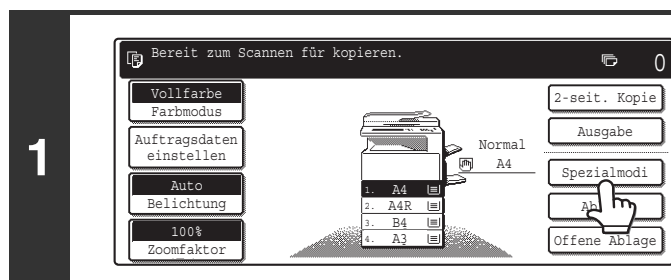 1
Bereit zum Scannen für kopieren.
0
Vollfarbe
Farbmodus
Auftragsdaten
einstellen
Auto
Belichtung
100%
Zoomfaktor
1. A4
2. A4R
3. B4
4. A3
Normal
A4
2-seit. Kopie
Ausgabe
Spezialmodi
Offene Ablage